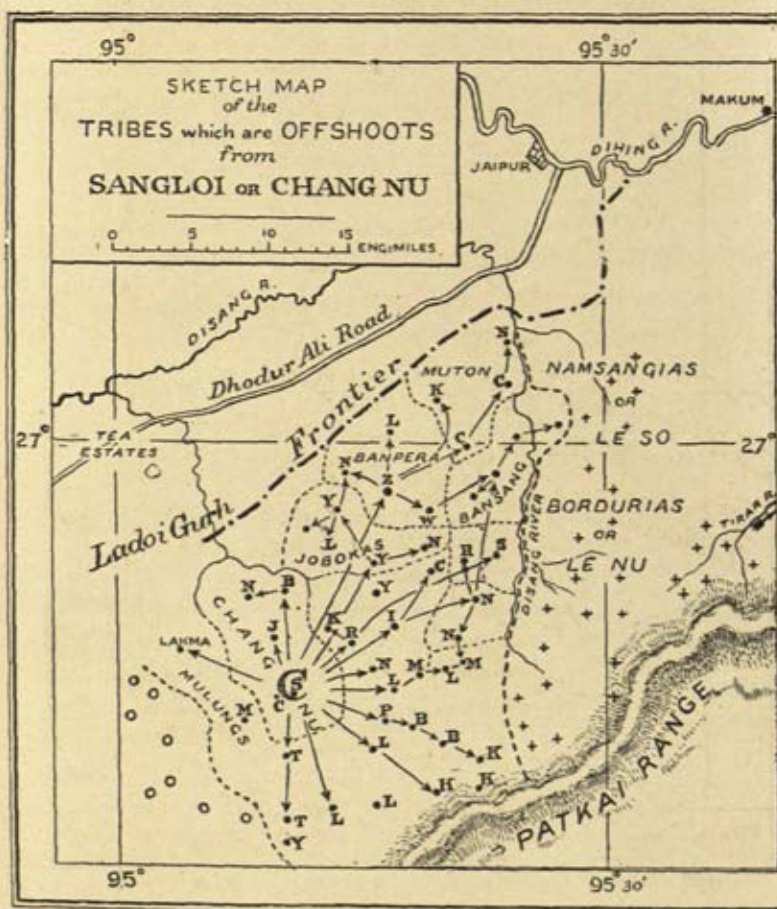 95°
95° 30′
SKETCH MAP
of the
TRIBES which are OFFSHOOTS
from
SANGLOI OR CHANG NU
0 5 10 15
ENG:MILES.
MAKUM
DIHING R.
JAIPUR
DISANG R.
Dhodur Ali Road
Frontier
Ladoi Gurh
27°
27°
TEA
ESTATES
MUTON
N
C
K
NAMSANGIAS
OR
LE SO
L
BANPERA
C
N
Z
BANSANG
W
BORDURIAS
OR
LE NU
TIRAP R.
Y
L
JOBOKAS
Y
N
C
R
S
DISANG RIVER
N
B
Y
N
CHANG
NU
J
K
R
I
N
LAKMA
C
S
C
N
L
M
L
M
MULUNGS
M
P
B
B
K
T
L
H
K
T
L
L
Y
PATKAI RANGE
95°
95° 30′